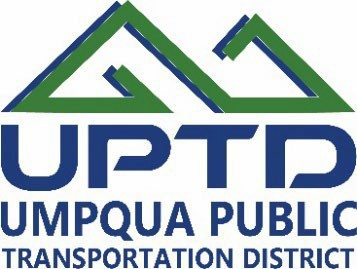 UPTD
UMPQUA PUBLIC
TRANSPORTATION DISTRICT